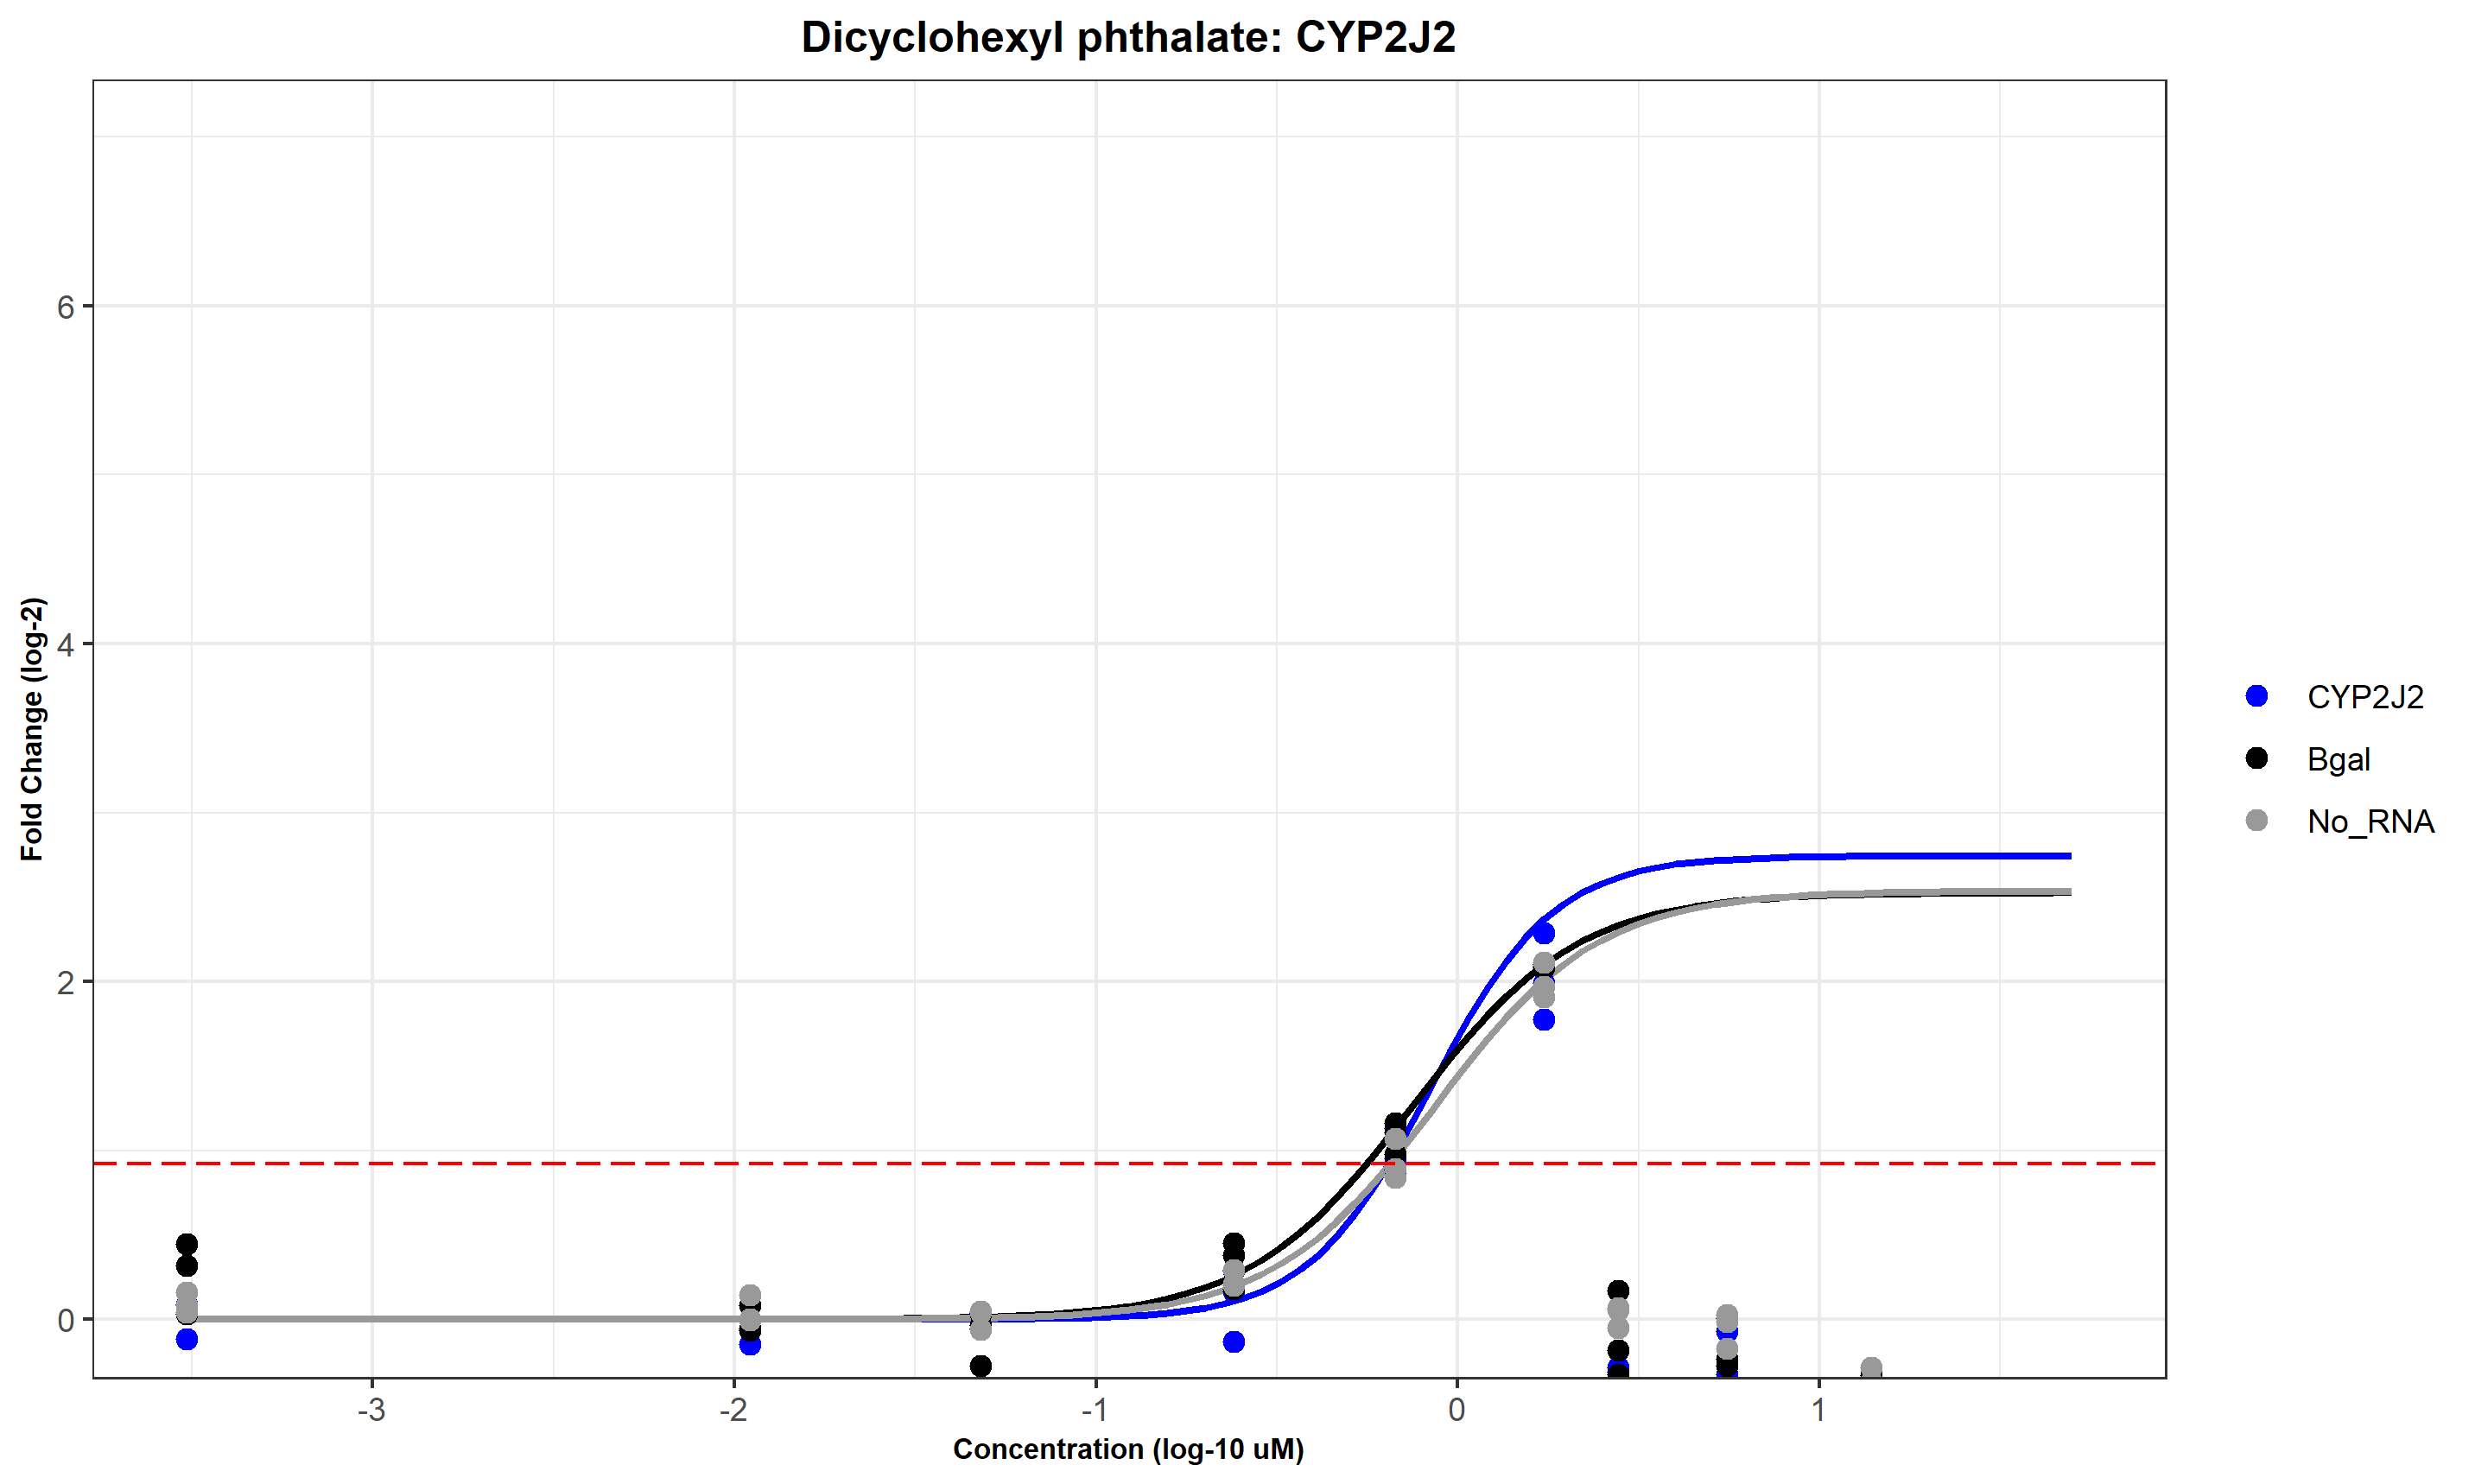 Dicyclohexyl phthalate: CYP2J2
Fold Change (log-2)
6
4
2
0
-3
-2
-1
0
1
Concentration (log-10 uM)
CYP2J2
Bgal
No_RNA